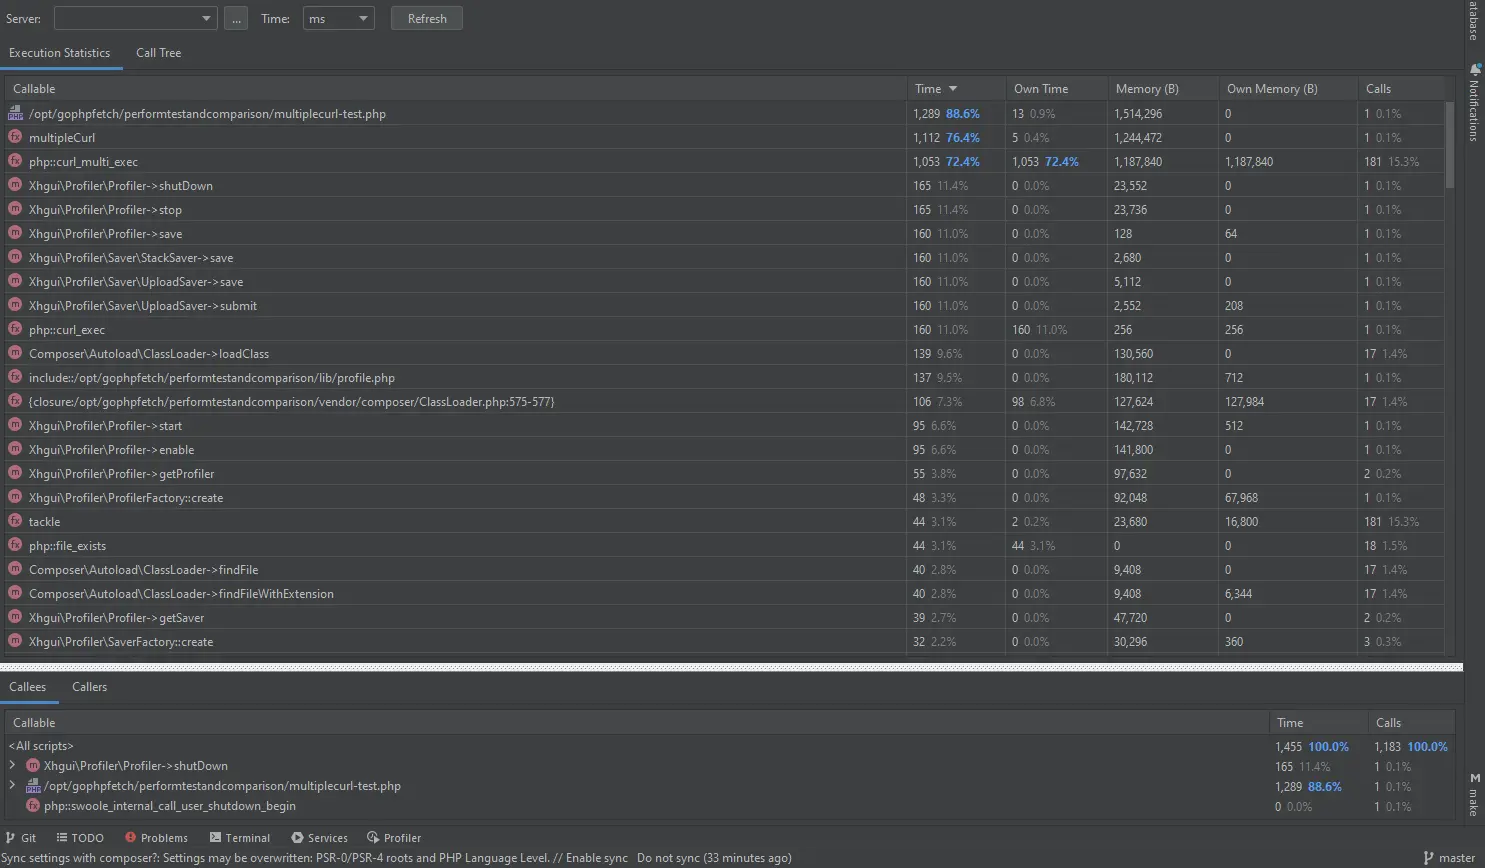 Server: ... Time: ms Refresh
Execution Statistics Call Tree
Callable Time Own Time Memory (B) Own Memory (B) Calls
/opt/gophpfetch/performtestandcomparison/multiplecurl-test.php 1,289 88.6% 13 0.9% 1,514,296 0 1 0.1%
multipleCurl 1,112 76.4% 5 0.4% 1,244,472 0 1 0.1%
php::curl_multi_exec 1,053 72.4% 1,053 72.4% 1,187,840 1,187,840 181 15.3%
Xhgui\Profiler\Profiler->shutDown 165 11.4% 0 0.0% 23,552 0 1 0.1%
Xhgui\Profiler\Profiler->stop 165 11.4% 0 0.0% 23,736 0 1 0.1%
Xhgui\Profiler\Profiler->save 160 11.0% 0 0.0% 128 64 1 0.1%
Xhgui\Profiler\Saver\StackSaver->save 160 11.0% 0 0.0% 2,680 0 1 0.1%
Xhgui\Profiler\Saver\UploadSaver->save 160 11.0% 0 0.0% 5,112 0 1 0.1%
Xhgui\Profiler\Saver\UploadSaver->submit 160 11.0% 0 0.0% 2,552 208 1 0.1%
php::curl_exec 160 11.0% 160 11.0% 256 256 1 0.1%
Composer\Autoload\ClassLoader->loadClass 139 9.6% 0 0.0% 130,560 0 17 1.4%
include::/opt/gophpfetch/performtestandcomparison/lib/profile.php 137 9.5% 0 0.0% 180,112 712 1 0.1%
{closure:/opt/gophpfetch/performtestandcomparison/vendor/composer/ClassLoader.php:575-577} 106 7.3% 98 6.8% 127,624 127,984 17 1.4%
Xhgui\Profiler\Profiler->start 95 6.6% 0 0.0% 142,728 512 1 0.1%
Xhgui\Profiler\Profiler->enable 95 6.6% 0 0.0% 141,800 0 1 0.1%
Xhgui\Profiler\Profiler->getProfiler 55 3.8% 0 0.0% 97,632 0 2 0.2%
Xhgui\Profiler\ProfilerFactory::create 48 3.3% 0 0.0% 92,048 67,968 1 0.1%
tackle 44 3.1% 2 0.2% 23,680 16,800 181 15.3%
php::file_exists 44 3.1% 44 3.1% 0 0 18 1.5%
Composer\Autoload\ClassLoader->findFile 40 2.8% 0 0.0% 9,408 0 17 1.4%
Composer\Autoload\ClassLoader->findFileWithExtension 40 2.8% 0 0.0% 9,408 6,344 17 1.4%
Xhgui\Profiler\Profiler->getSaver 39 2.7% 0 0.0% 47,720 0 2 0.2%
Xhgui\Profiler\SaverFactory::create 32 2.2% 0 0.0% 30,296 360 3 0.3%
Callees Callers
Callable Time Calls
<All scripts> 1,455 100.0% 1,183 100.0%
Xhgui\Profiler\Profiler->shutDown 165 11.4% 1 0.1%
/opt/gophpfetch/performtestandcomparison/multiplecurl-test.php 1,289 88.6% 1 0.1%
php::swoole_internal_call_user_shutdown_begin 0 0.0% 1 0.1%
Git TODO Problems Terminal Services Profiler
Sync settings with composer?: Settings may be overwritten: PSR-0/PSR-4 roots and PHP Language Level. // Enable sync Do not sync (33 minutes ago) master
atabase
Notifications
M make